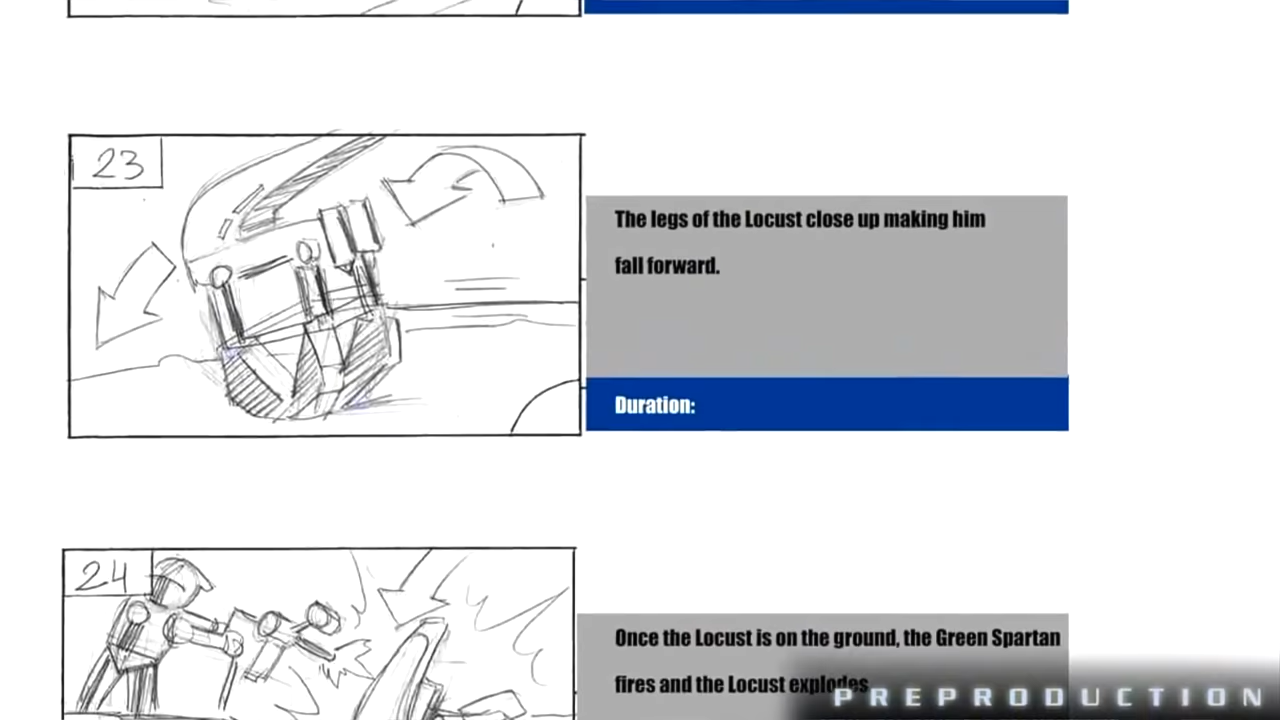 23
The legs of the Locust close up making him
fall forward.
Duration:
24
Once the Locust is on the ground, the Green Spartan
fires and the Locust explodes.
PREPRODUCTION